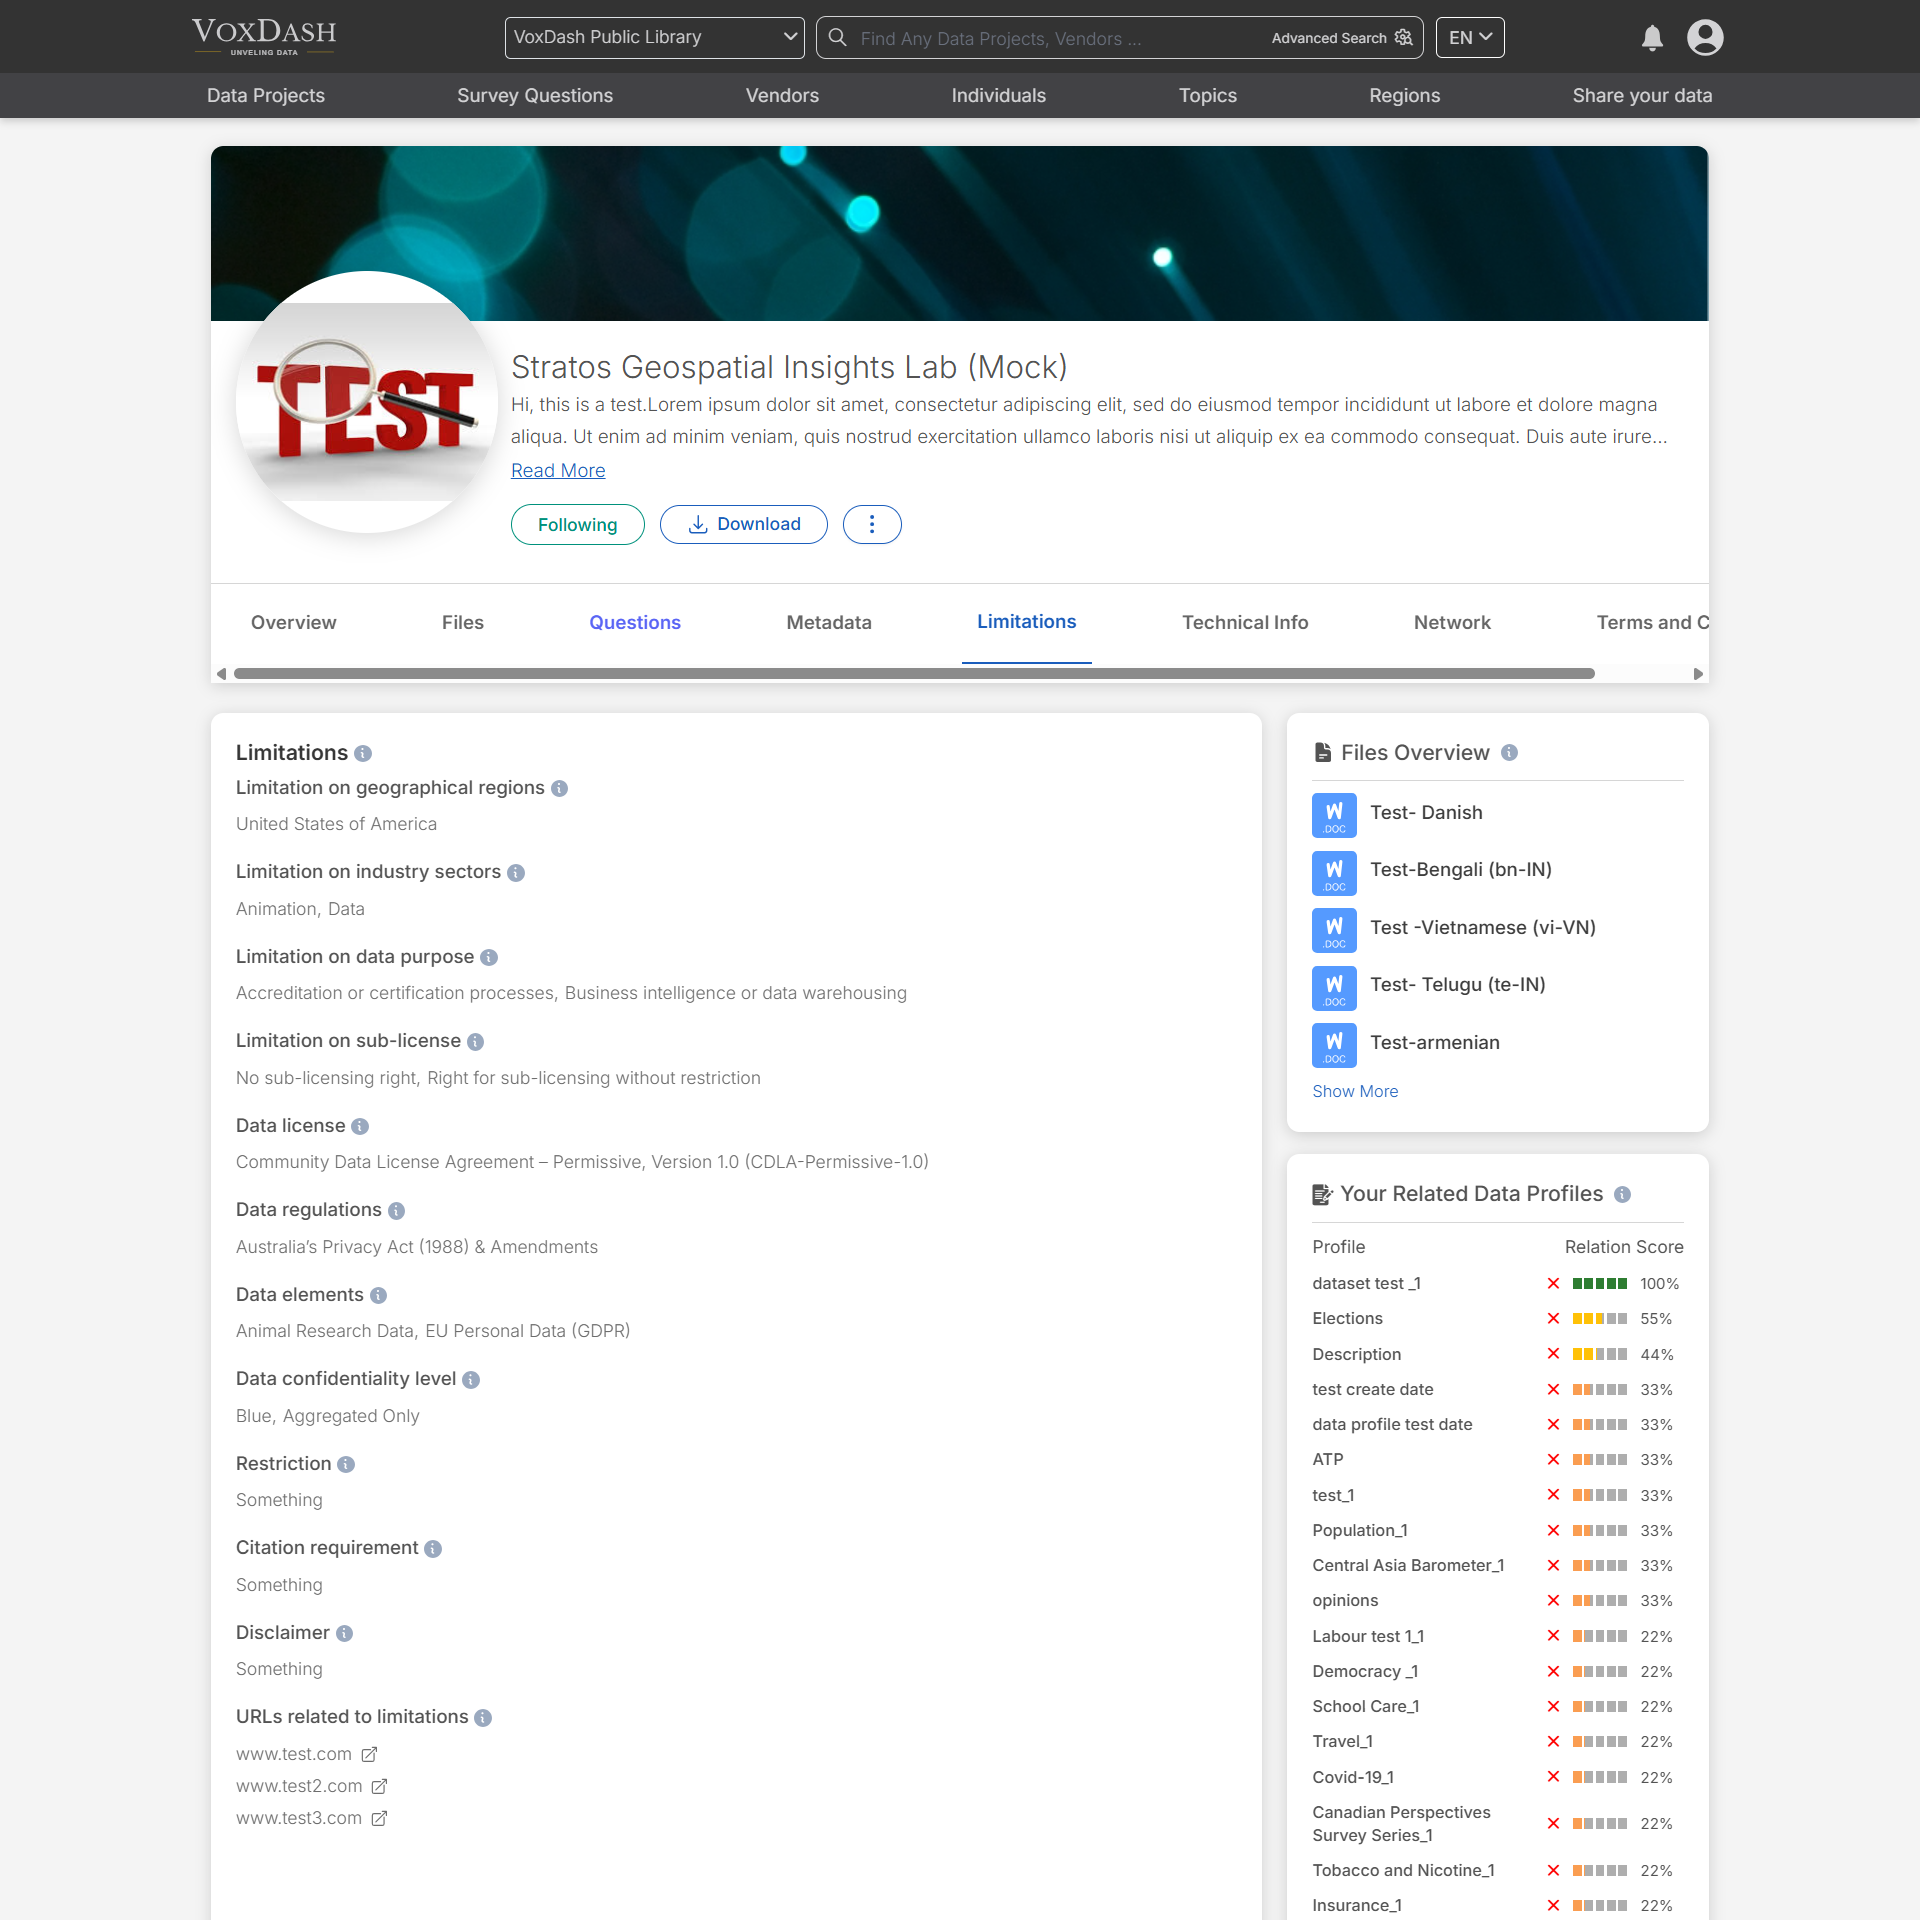 VOXDASH
UNVELING DATA
VoxDash Public Library
Find Any Data Projects, Vendors ...
Advanced Search
EN
Data Projects
Survey Questions
Vendors
Individuals
Topics
Regions
Share your data
TEST
Stratos Geospatial Insights Lab (Mock)
Hi, this is a test.Lorem ipsum dolor sit amet, consectetur adipiscing elit, sed do eiusmod tempor incididunt ut labore et dolore magna
aliqua. Ut enim ad minim veniam, quis nostrud exercitation ullamco laboris nisi ut aliquip ex ea commodo consequat. Duis aute irure...
Read More
Following
Download
Overview
Files
Questions
Metadata
Limitations
Technical Info
Network
Terms and C
Limitations
Limitation on geographical regions
United States of America
Limitation on industry sectors
Animation, Data
Limitation on data purpose
Accreditation or certification processes, Business intelligence or data warehousing
Limitation on sub-license
No sub-licensing right, Right for sub-licensing without restriction
Data license
Community Data License Agreement – Permissive, Version 1.0 (CDLA-Permissive-1.0)
Data regulations
Australia's Privacy Act (1988) & Amendments
Data elements
Animal Research Data, EU Personal Data (GDPR)
Data confidentiality level
Blue, Aggregated Only
Restriction
Something
Citation requirement
Something
Disclaimer
Something
URLs related to limitations
www.test.com
www.test2.com
www.test3.com
Files Overview
W .DOC Test- Danish
W .DOC Test-Bengali (bn-IN)
W .DOC Test -Vietnamese (vi-VN)
W .DOC Test- Telugu (te-IN)
W .DOC Test-armenian
Show More
Your Related Data Profiles
Profile Relation Score
dataset test _1 100%
Elections 55%
Description 44%
test create date 33%
data profile test date 33%
ATP 33%
test_1 33%
Population_1 33%
Central Asia Barometer_1 33%
opinions 33%
Labour test 1_1 22%
Democracy _1 22%
School Care_1 22%
Travel_1 22%
Covid-19_1 22%
Canadian Perspectives
Survey Series_1 22%
Tobacco and Nicotine_1 22%
Insurance_1 22%